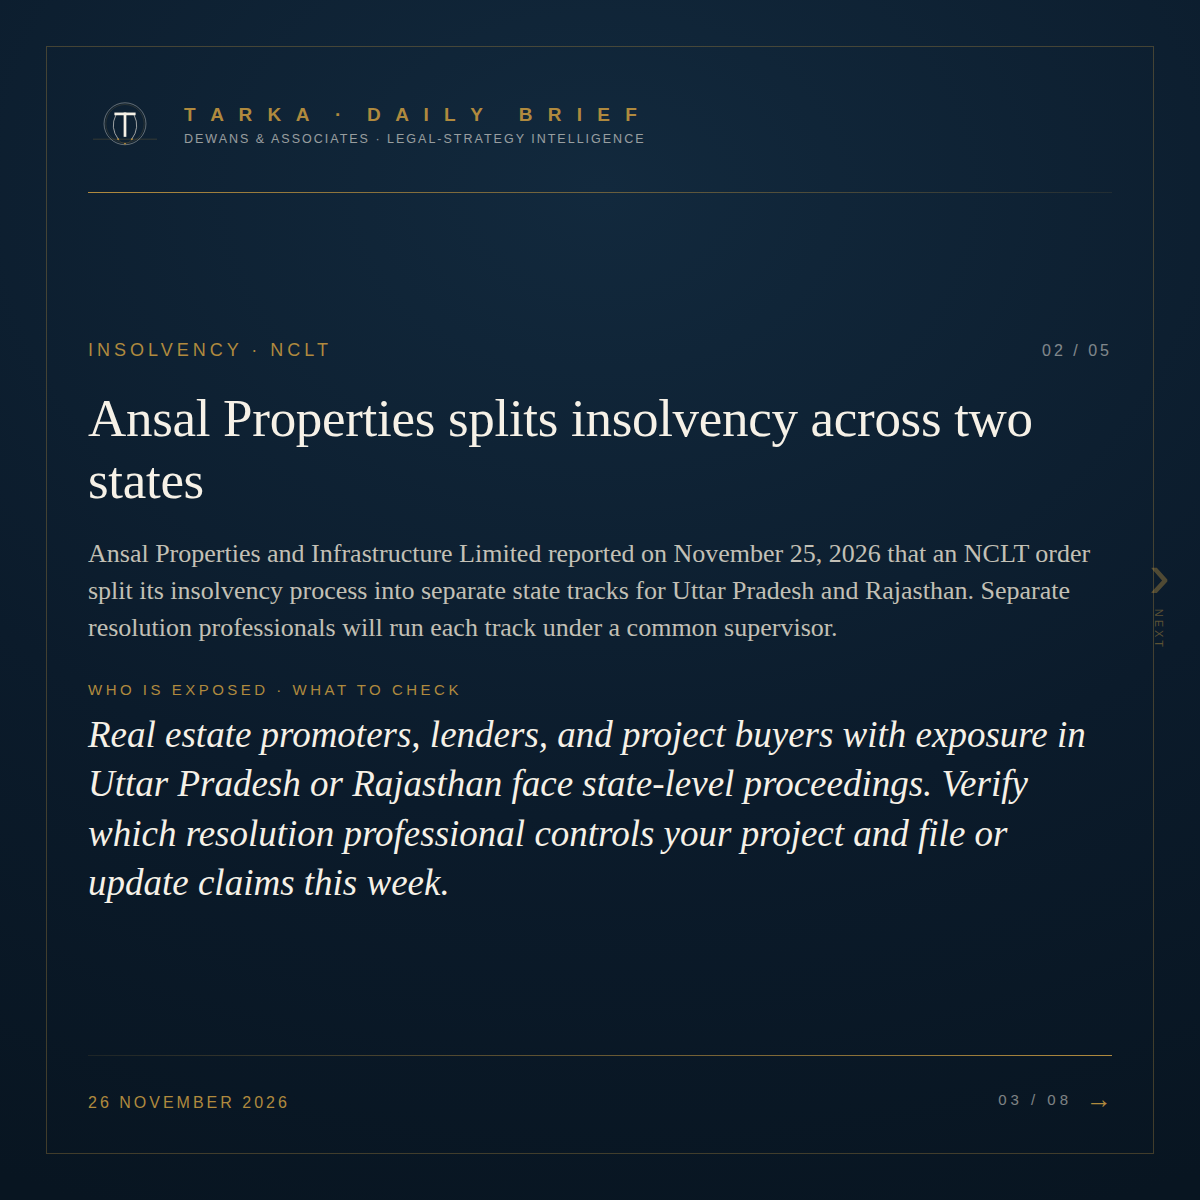 T
TARKA · DAILY BRIEF
DEWANS & ASSOCIATES · LEGAL-STRATEGY INTELLIGENCE
INSOLVENCY · NCLT
02 / 05
Ansal Properties splits insolvency across two
states
Ansal Properties and Infrastructure Limited reported on November 25, 2026 that an NCLT order
split its insolvency process into separate state tracks for Uttar Pradesh and Rajasthan. Separate
resolution professionals will run each track under a common supervisor.
NEXT
WHO IS EXPOSED · WHAT TO CHECK
Real estate promoters, lenders, and project buyers with exposure in
Uttar Pradesh or Rajasthan face state-level proceedings. Verify
which resolution professional controls your project and file or
update claims this week.
26 NOVEMBER 2026
03 / 08 →